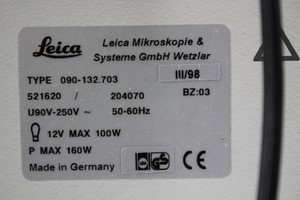 Leica
Leica Mikroskopie &
Systeme GmbH Wetzlar
TYPE 090-132.703
III/98
521620 / 204070 BZ:03
U90V-250V ~ 50-60Hz
12V MAX 100W
P MAX 160W
Made in Germany
CE